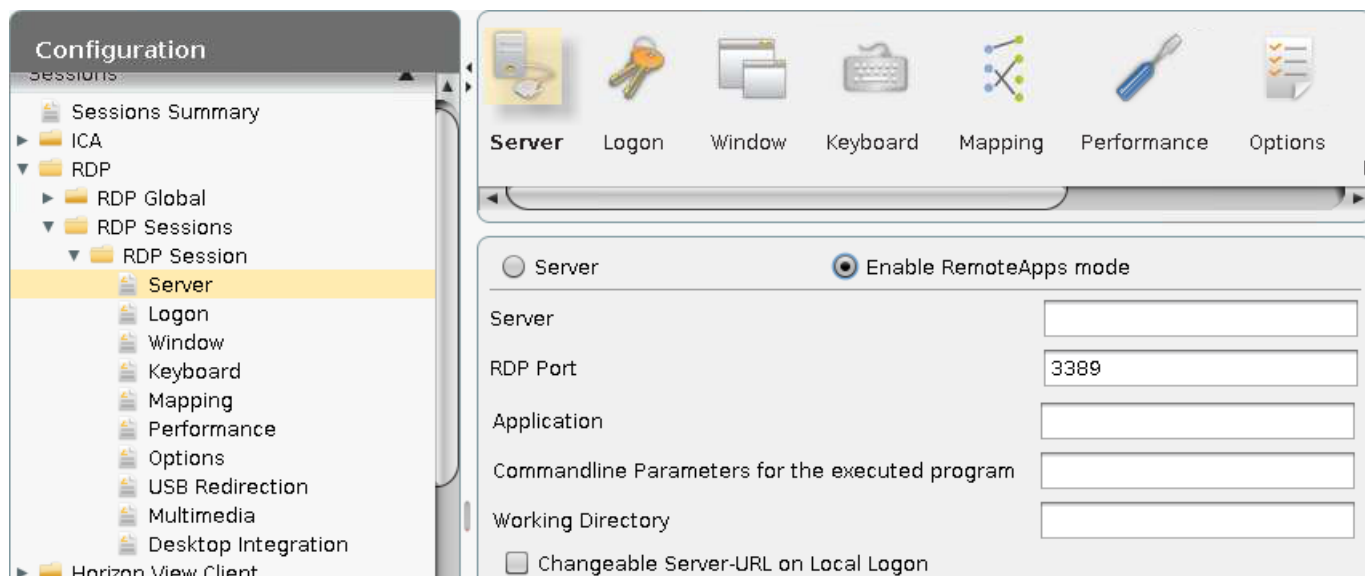 Configuration
Sessions
Sessions Summary
ICA
RDP
RDP Global
RDP Sessions
RDP Session
Server
Logon
Window
Keyboard
Mapping
Performance
Options
USB Redirection
Multimedia
Desktop Integration
Horizon View Client
Server Logon Window Keyboard Mapping Performance Options
Server Enable RemoteApps mode
Server
RDP Port 3389
Application
Commandline Parameters for the executed program
Working Directory
Changeable Server-URL on Local Logon